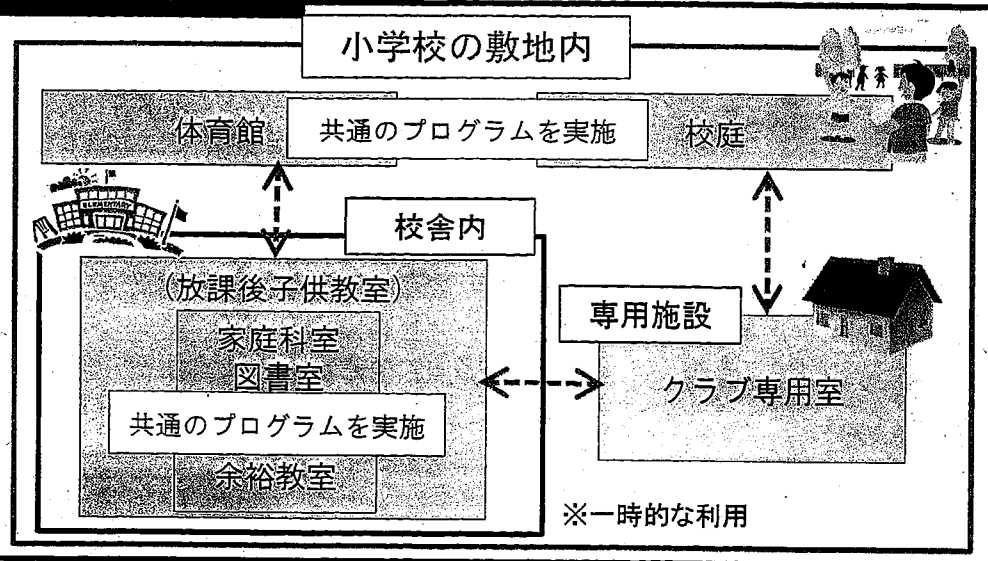 小学校の敷地内
体育館
共通のプログラムを実施
校庭
ELEMENTARY
校舎内
(放課後子供教室)
家庭科室
図書室
共通のプログラムを実施
余裕教室
専用施設
クラブ専用室
※一時的な利用